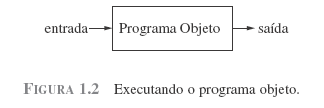 entrada Programa Objeto saída
FIGURA 1.2 Executando o programa objeto.